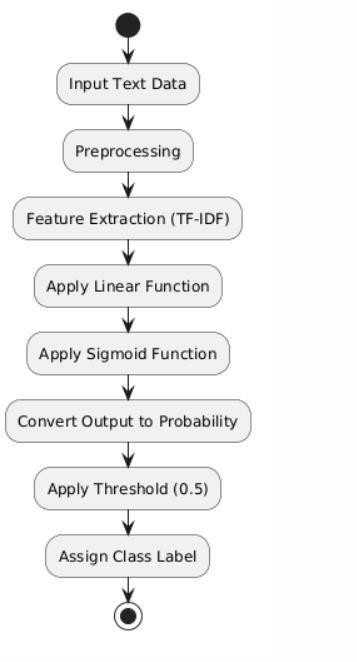 Input Text Data
Preprocessing
Feature Extraction (TF-IDF)
Apply Linear Function
Apply Sigmoid Function
Convert Output to Probability
Apply Threshold (0.5)
Assign Class Label